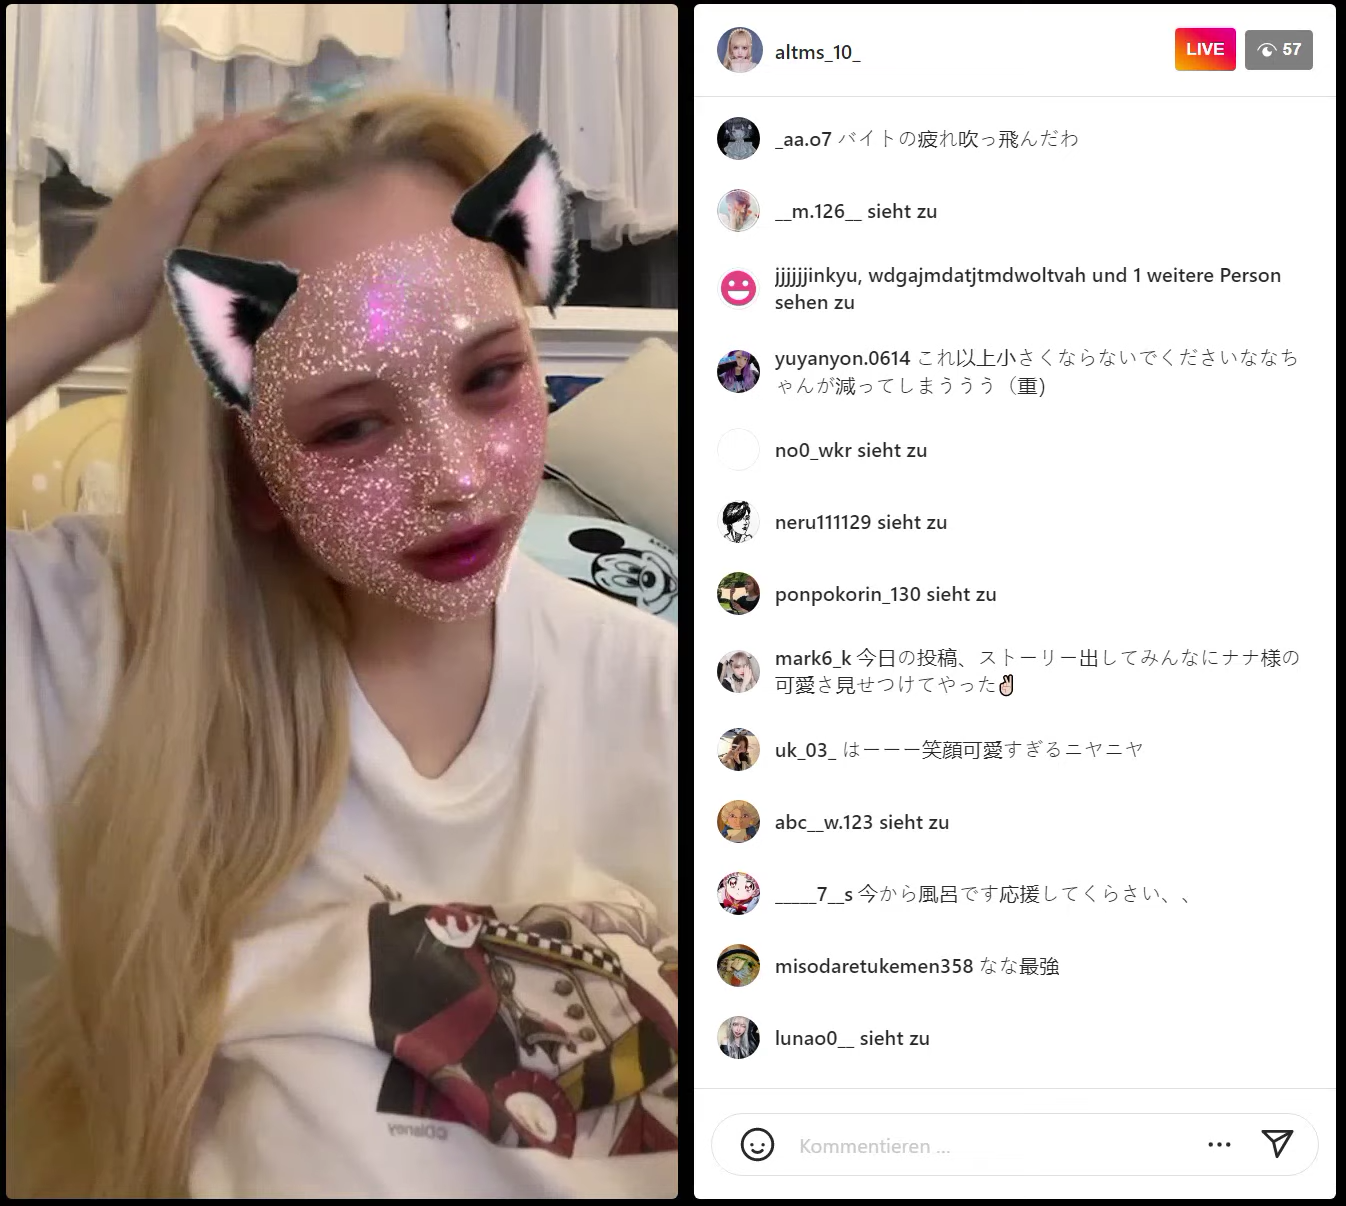 altms_10_
LIVE
57
_aa.o7 バイトの疲れ吹っ飛んだわ
__m.126__ sieht zu
jjjjjjinkyu, wdgajmdatjtmdwoltvah und 1 weitere Person
sehen zu
yuyanyon.0614 これ以上小さくならないでくださいななち
ゃんが減ってしまううう（重)
no0_wkr sieht zu
neru111129 sieht zu
ponpokorin_130 sieht zu
mark6_k 今日の投稿、ストーリー出してみんなにナナ様の
可愛さ見せつけてやった✌🏻
uk_03_ はーーー笑顔可愛すぎるニヤニヤ
abc__w.123 sieht zu
_____7__s 今から風呂です応援してくらさい、、
misodaretukemen358 なな最強
lunao0__ sieht zu
Kommentieren ...
©Disney